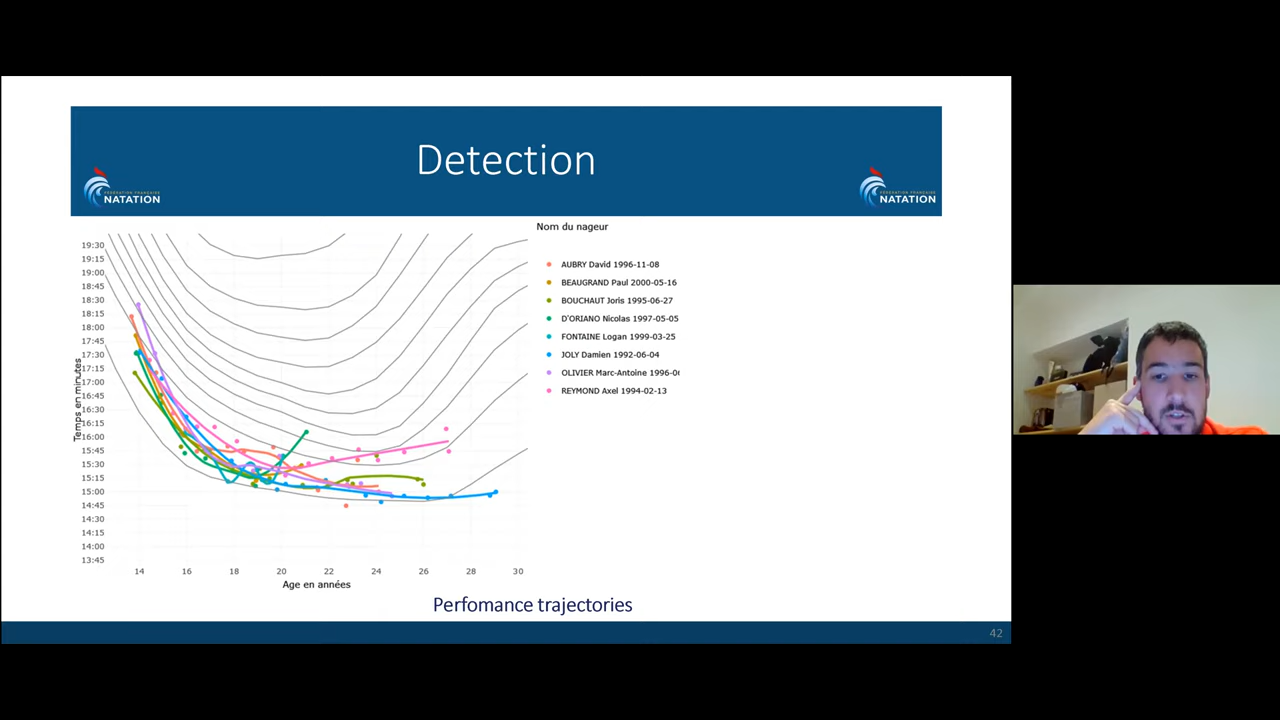 Detection
FÉDÉRATION FRANÇAISE
NATATION
FÉDÉRATION FRANÇAISE
NATATION
Nom du nageur
AUBRY David 1996-11-08
BEAUGRAND Paul 2000-05-16
BOUCHAUT Joris 1995-06-27
D'ORIANO Nicolas 1997-05-05
FONTAINE Logan 1999-03-25
JOLY Damien 1992-06-04
OLIVIER Marc-Antoine 1996-0
REYMOND Axel 1994-02-13
Temps en minutes
19:30
19:15
19:00
18:45
18:30
18:15
18:00
17:45
17:30
17:15
17:00
16:45
16:30
16:15
16:00
15:45
15:30
15:15
15:00
14:45
14:30
14:15
14:00
13:45
14 16 18 20 22 24 26 28 30
Age en années
Perfomance trajectories
42